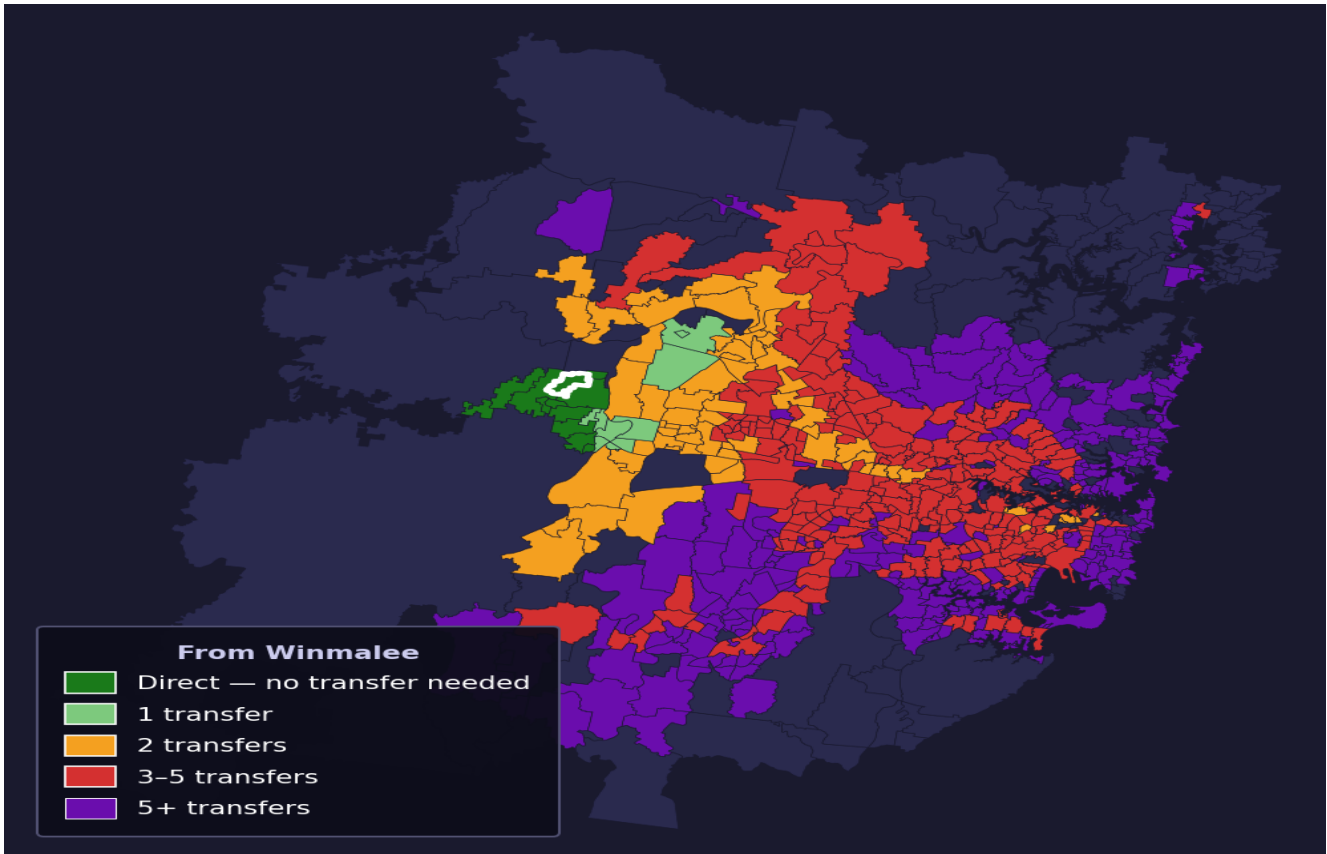 From Winmalee
Direct — no transfer needed
1 transfer
2 transfers
3–5 transfers
5+ transfers